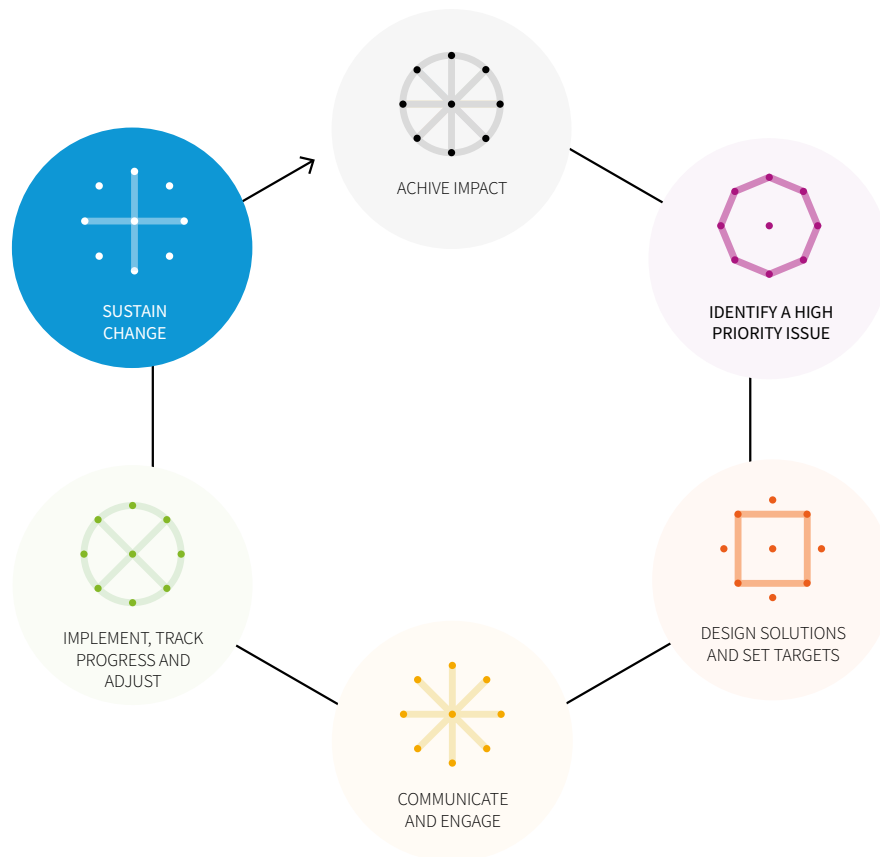 ACHIVE IMPACT
IDENTIFY A HIGH
PRIORITY ISSUE
DESIGN SOLUTIONS
AND SET TARGETS
COMMUNICATE
AND ENGAGE
IMPLEMENT, TRACK
PROGRESS AND
ADJUST
SUSTAIN
CHANGE